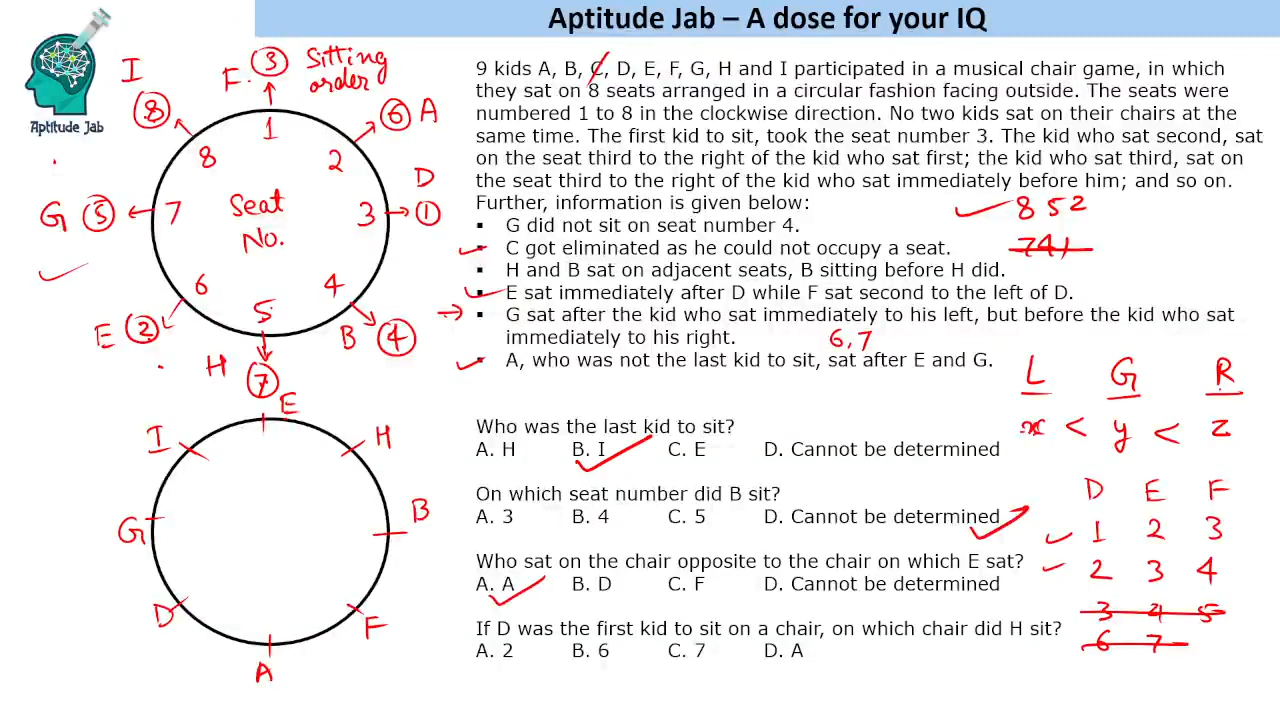 Aptitude Jab – A dose for your IQ
Aptitude Jab
I
F
3
Sitting
order
8
6
A
1
8
2
D
G
5
7
Seat
No.
3
1
6
4
5
E
2
B
4
H
7
9 kids A, B, C, D, E, F, G, H and I participated in a musical chair game, in which
they sat on 8 seats arranged in a circular fashion facing outside. The seats were
numbered 1 to 8 in the clockwise direction. No two kids sat on their chairs at the
same time. The first kid to sit, took the seat number 3. The kid who sat second, sat
on the seat third to the right of the kid who sat first; the kid who sat third, sat on
the seat third to the right of the kid who sat immediately before him; and so on.
Further, information is given below:
8 5 2
▪ G did not sit on seat number 4.
▪ C got eliminated as he could not occupy a seat.
7 4 1
▪ H and B sat on adjacent seats, B sitting before H did.
▪ E sat immediately after D while F sat second to the left of D.
▪ G sat after the kid who sat immediately to his left, but before the kid who sat
immediately to his right.
6, 7
▪ A, who was not the last kid to sit, sat after E and G.
L G R
x < y < z
E
I
H
G
B
D
F
A
Who was the last kid to sit?
A. H B. I C. E D. Cannot be determined
On which seat number did B sit?
A. 3 B. 4 C. 5 D. Cannot be determined
Who sat on the chair opposite to the chair on which E sat?
A. A B. D C. F D. Cannot be determined
If D was the first kid to sit on a chair, on which chair did H sit?
A. 2 B. 6 C. 7 D. A
D E F
1 2 3
2 3 4
3 4 5
6 7